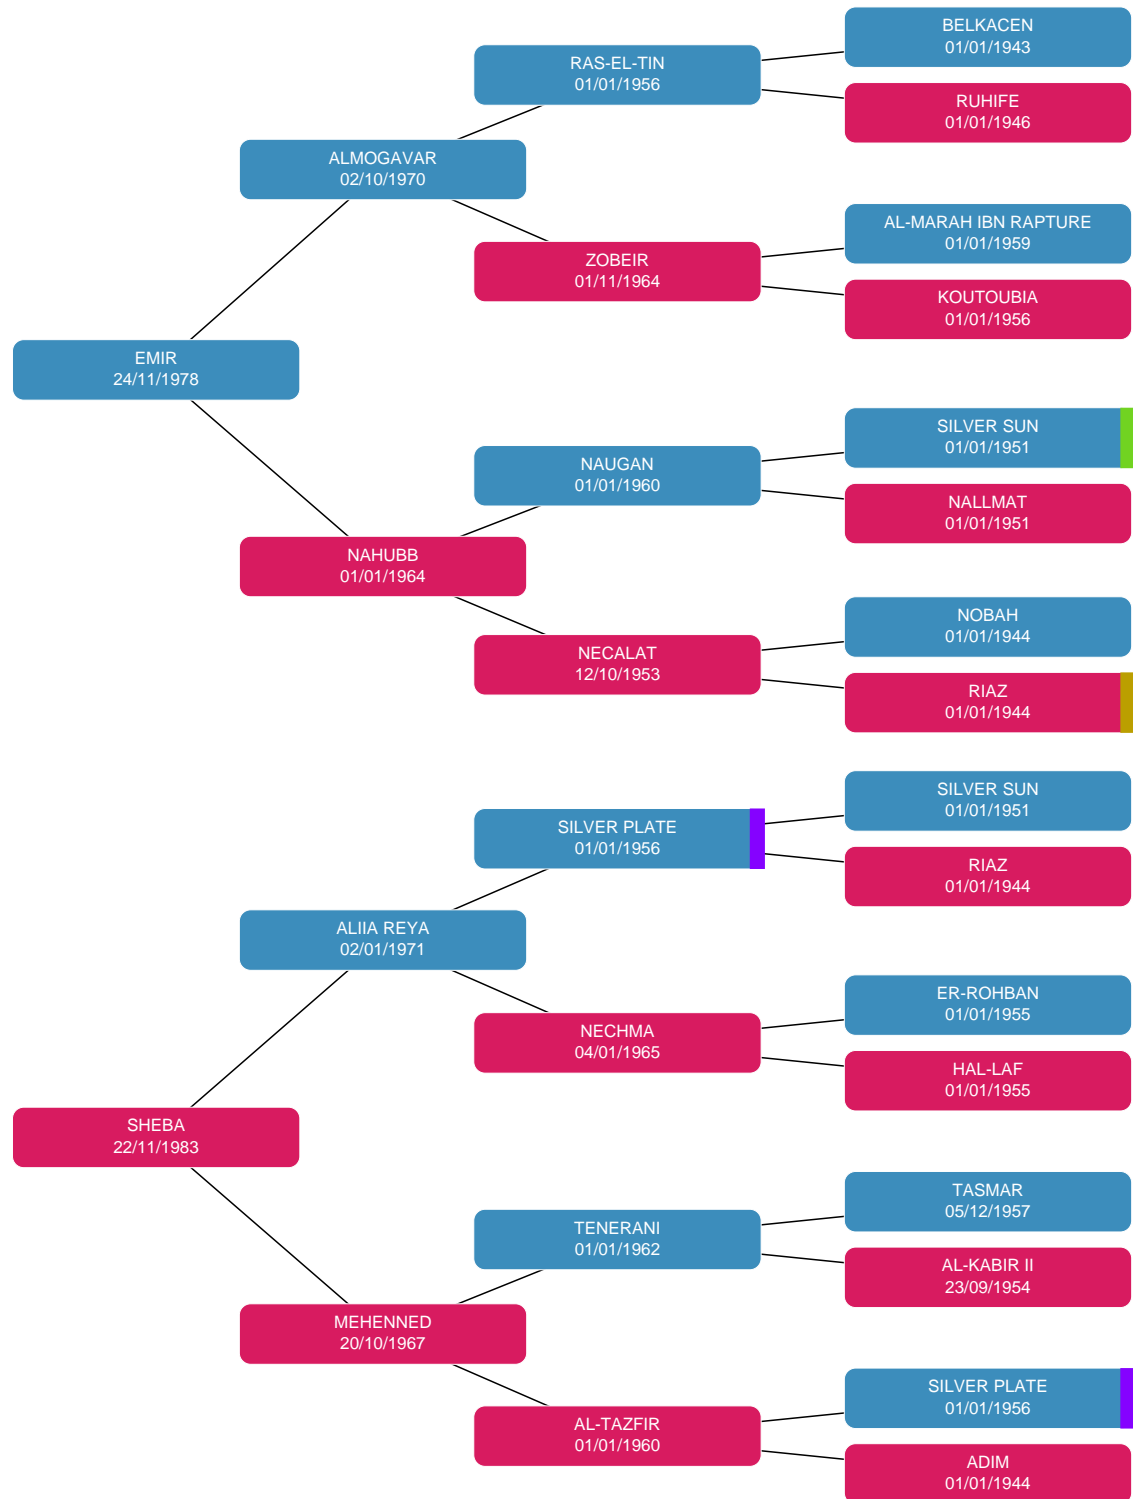 BELKACEN
01/01/1943
RAS-EL-TIN
01/01/1956
RUHIFE
01/01/1946
ALMOGAVAR
02/10/1970
AL-MARAH IBN RAPTURE
01/01/1959
ZOBEIR
01/11/1964
KOUTOUBIA
01/01/1956
EMIR
24/11/1978
SILVER SUN
01/01/1951
NAUGAN
01/01/1960
NALLMAT
01/01/1951
NAHUBB
01/01/1964
NOBAH
01/01/1944
NECALAT
12/10/1953
RIAZ
01/01/1944
SILVER SUN
01/01/1951
SILVER PLATE
01/01/1956
RIAZ
01/01/1944
ALIIA REYA
02/01/1971
ER-ROHBAN
01/01/1955
NECHMA
04/01/1965
HAL-LAF
01/01/1955
SHEBA
22/11/1983
TASMAR
05/12/1957
TENERANI
01/01/1962
AL-KABIR II
23/09/1954
MEHENNED
20/10/1967
SILVER PLATE
01/01/1956
AL-TAZFIR
01/01/1960
ADIM
01/01/1944